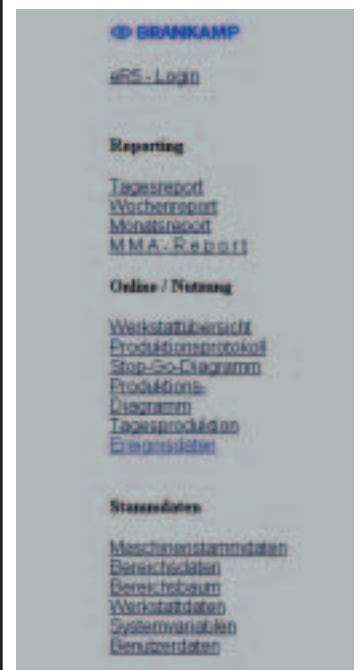 BRANKAMP
eRS - Login
Reporting
Tagesreport
Wochenreport
Monatsreport
MMA - Report
Online / Nutzung
Werkstattübersicht
Produktionsprotokoll
Stop-Go-Diagramm
Produktions-
Diagramm
Tagesproduktion
Ereignisdaten
Stammdaten
Maschinenstammdaten
Bereichsdaten
Bereichsbaum
Werkstattdaten
Systemvariablen
Benutzerdaten